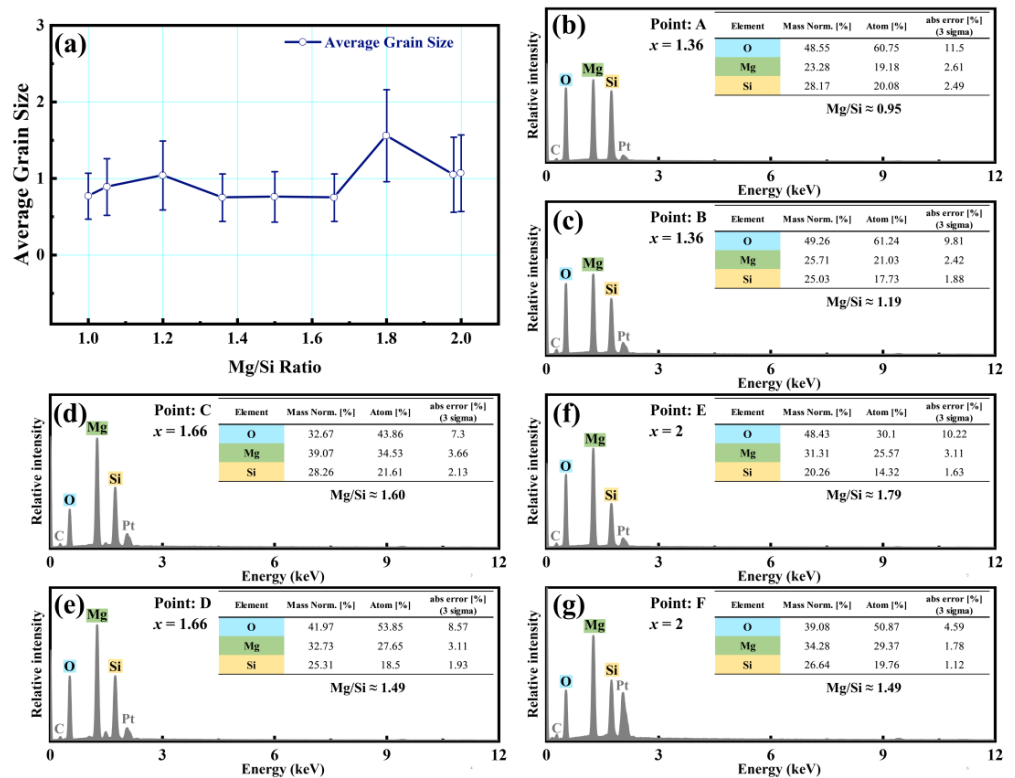 (a)
Average Grain Size
3
2
1
0
Average Grain Size
1.0 1.2 1.4 1.6 1.8 2.0
Mg/Si Ratio
(b) Point: A
x = 1.36
Element Mass Norm. [%] Atom [%] abs error [%] (3 sigma)
O 48.55 60.75 11.5
Mg 23.28 19.18 2.61
Si 28.17 20.08 2.49
Mg/Si ≈ 0.95
C O Mg Si Pt
Relative intensity
0 3 6 9 12
Energy (keV)
(c) Point: B
x = 1.36
Element Mass Norm. [%] Atom [%] abs error [%] (3 sigma)
O 49.26 61.24 9.81
Mg 25.71 21.03 2.42
Si 25.03 17.73 1.88
Mg/Si ≈ 1.19
C O Mg Si Pt
Relative intensity
0 3 6 9 12
Energy (keV)
(d) Point: C
x = 1.66
Element Mass Norm. [%] Atom [%] abs error [%] (3 sigma)
O 32.67 43.86 7.3
Mg 39.07 34.53 3.66
Si 28.26 21.61 2.13
Mg/Si ≈ 1.60
C O Mg Si Pt
Relative intensity
0 3 6 9 12
Energy (keV)
(f) Point: E
x = 2
Element Mass Norm. [%] Atom [%] abs error [%] (3 sigma)
O 48.43 30.1 10.22
Mg 31.31 25.57 3.11
Si 20.26 14.32 1.63
Mg/Si ≈ 1.79
C O Mg Si Pt
Relative intensity
0 3 6 9 12
Energy (keV)
(e) Point: D
x = 1.66
Element Mass Norm. [%] Atom [%] abs error [%] (3 sigma)
O 41.97 53.85 8.57
Mg 32.73 27.65 3.11
Si 25.31 18.5 1.93
Mg/Si ≈ 1.49
C O Mg Si Pt
Relative intensity
0 3 6 9 12
Energy (keV)
(g) Point: F
x = 2
Element Mass Norm. [%] Atom [%] abs error [%] (3 sigma)
O 39.08 50.87 4.59
Mg 34.28 29.37 1.78
Si 26.64 19.76 1.12
Mg/Si ≈ 1.49
C O Mg Si Pt
Relative intensity
0 3 6 9 12
Energy (keV)